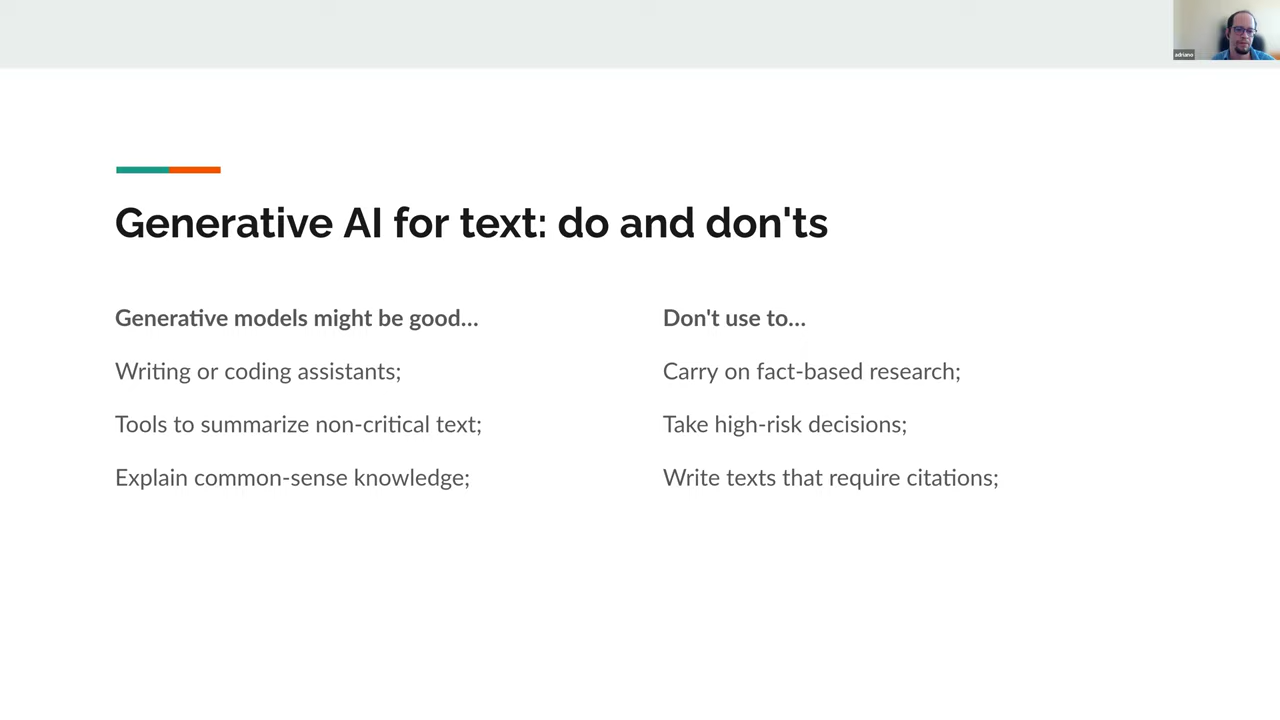 adriano
Generative AI for text: do and don'ts
Generative models might be good...
Writing or coding assistants;
Tools to summarize non-critical text;
Explain common-sense knowledge;
Don't use to...
Carry on fact-based research;
Take high-risk decisions;
Write texts that require citations;